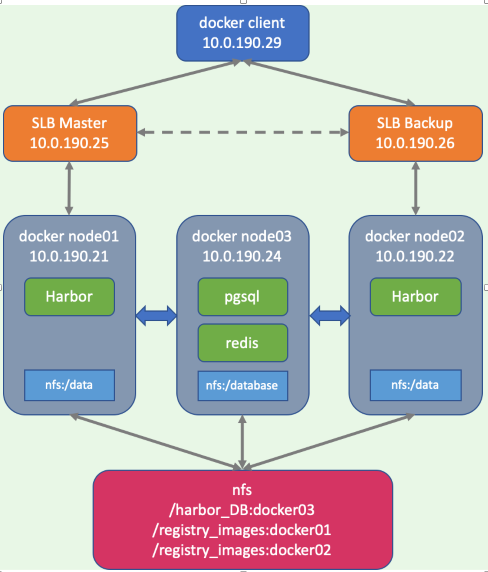 docker client
10.0.190.29
SLB Master
10.0.190.25
SLB Backup
10.0.190.26
docker node01
10.0.190.21
Harbor
nfs:/data
docker node03
10.0.190.24
pgsql
redis
nfs:/database
docker node02
10.0.190.22
Harbor
nfs:/data
nfs
/harbor_DB:docker03
/registry_images:docker01
/registry_images:docker02